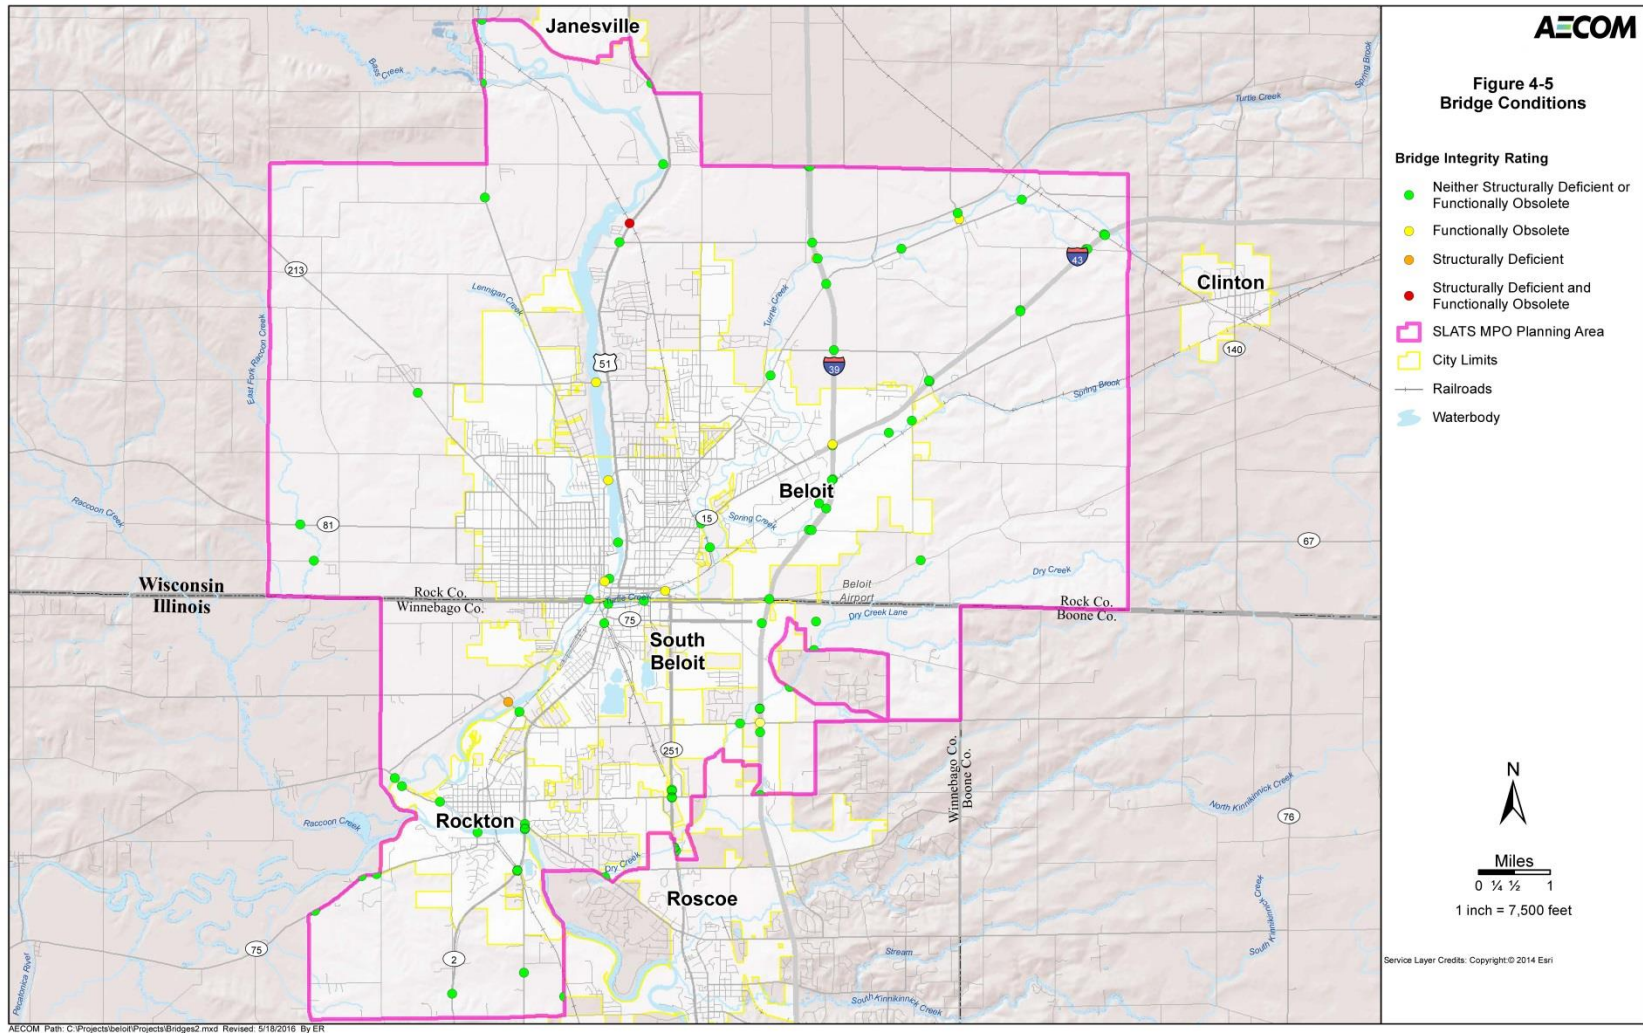 Janesville
Bass Creek
Spring Brook
Turtle Creek
213
Lennigan Creek
Turtle Creek
43
Clinton
140
East Fork Racoon Creek
51
39
Spring Brook
Raccoon Creek
81
Beloit
15
Spring Creek
67
Wisconsin
Illinois
Rock Co.
Winnebago Co.
Turtle Creek
75
Beloit
Airport
Dry Creek
Dry Creek Lane
Rock Co.
Boone Co.
South
Beloit
251
Winnebago Co.
Boone Co.
North Kinnikinnick Creek
76
Rockton
Raccoon Creek
Dry Creek
Roscoe
75
2
Pecatonica River
Stream
South Kinnikinnick Creek
South Kinnikinnick Creek
AECOM Path: C:\Projects\beloit\Projects\Bridges2.mxd Revised: 5/18/2016 By ER
AECOM
Figure 4-5
Bridge Conditions
Bridge Integrity Rating
Neither Structurally Deficient or
Functionally Obsolete
Functionally Obsolete
Structurally Deficient
Structurally Deficient and
Functionally Obsolete
SLATS MPO Planning Area
City Limits
Railroads
Waterbody
N
Miles
0 ¼ ½ 1
1 inch = 7,500 feet
Service Layer Credits: Copyright:© 2014 Esri